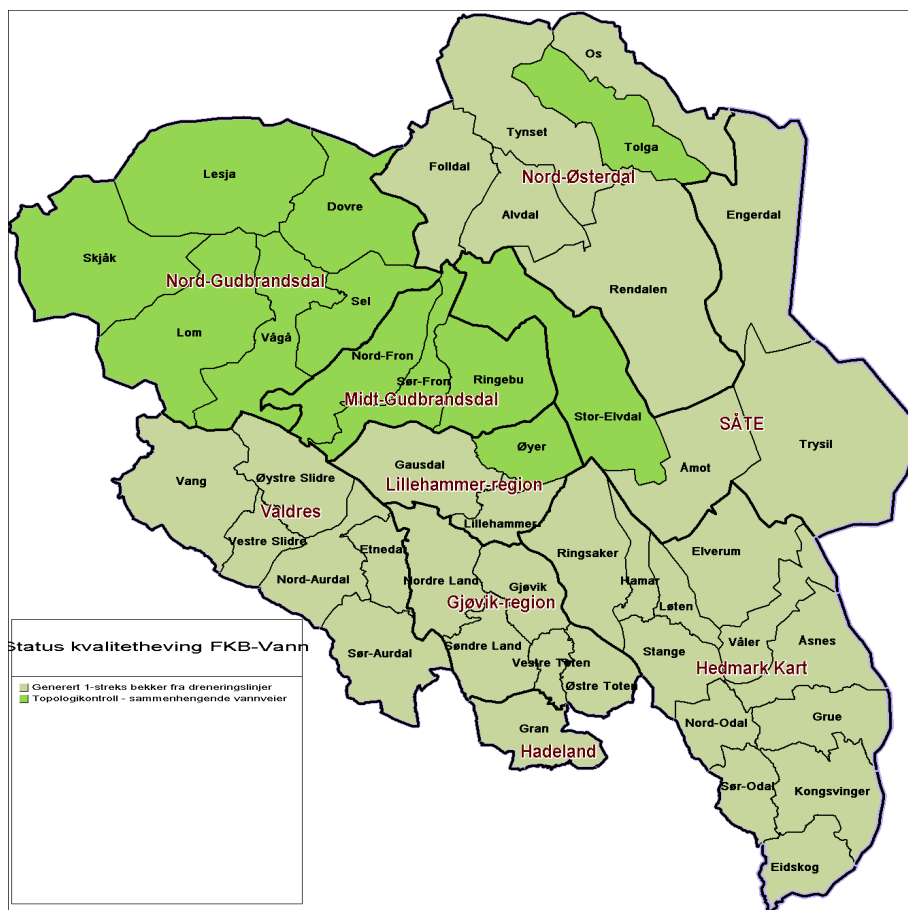 Os
Tynset
Tolga
Folldal
Lesja
Nord-Østerdal
Dovre
Alvdal
Engerdal
Skjåk
Nord-Gudbrandsdal
Rendalen
Sel
Lom
Vågå
Nord-Fron
Sør-Fron
Ringebu
Midt-Gudbrandsdal
Stor-Elvdal
SÅTE
Trysil
Øyer
Gausdal
Åmot
Vang
Øystre Slidre
Lillehammer-region
Valdres
Lillehammer
Vestre Slidre
Etnedal
Ringsaker
Elverum
Nord-Aurdal
Nordre Land
Gjøvik
Hamar
Gjøvik-region
Løten
Status kvalitetheving FKB-Vann
Sør-Aurdal
Søndre Land
Vestre Toten
Stange
Våler
Åsnes
Hedmark Kart
Generert 1-streks bekker fra dreneringslinjer
Østre Toten
Topologikontroll - sammenhengende vannveier
Gran
Nord-Odal
Grue
Hadeland
Sør-Odal
Kongsvinger
Eidskog